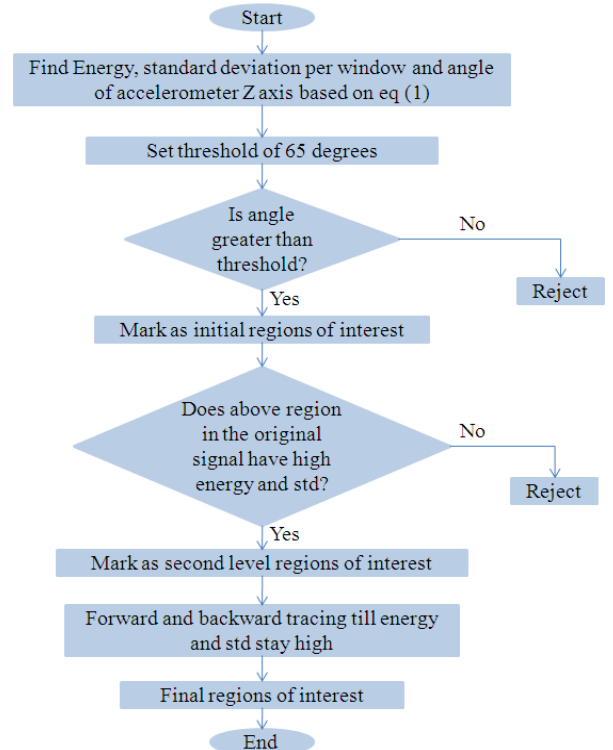 Start
Find Energy, standard deviation per window and angle
of accelerometer Z axis based on eq (1)
Set threshold of 65 degrees
Is angle
greater than
threshold?
No
Reject
Yes
Mark as initial regions of interest
Does above region
in the original
signal have high
energy and std?
No
Reject
Yes
Mark as second level regions of interest
Forward and backward tracing till energy
and std stay high
Final regions of interest
End